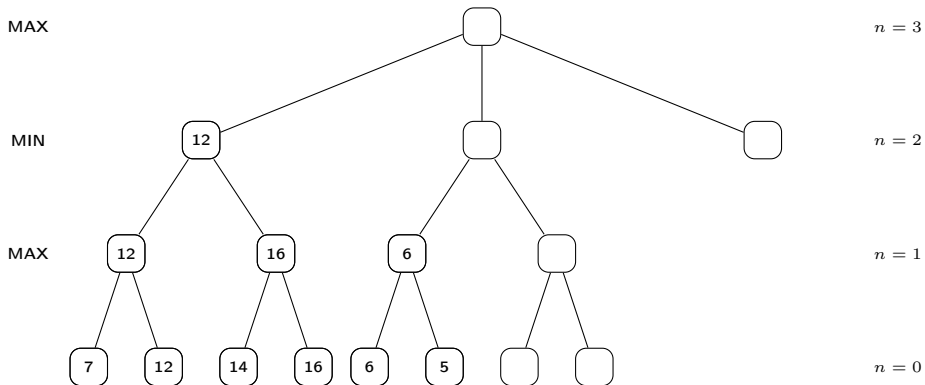 MAX n = 3
MIN 12 n = 2
MAX 12 16 6 n = 1
7 12 14 16 6 5 n = 0